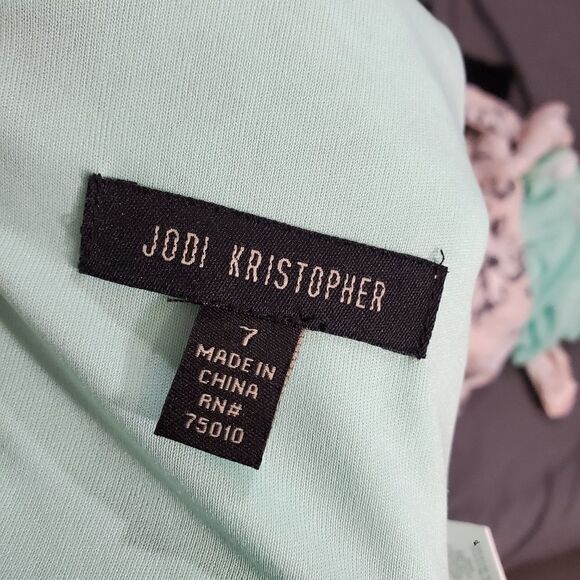 JODI KRISTOPHER
7
MADE IN
CHINA
RN#
75010